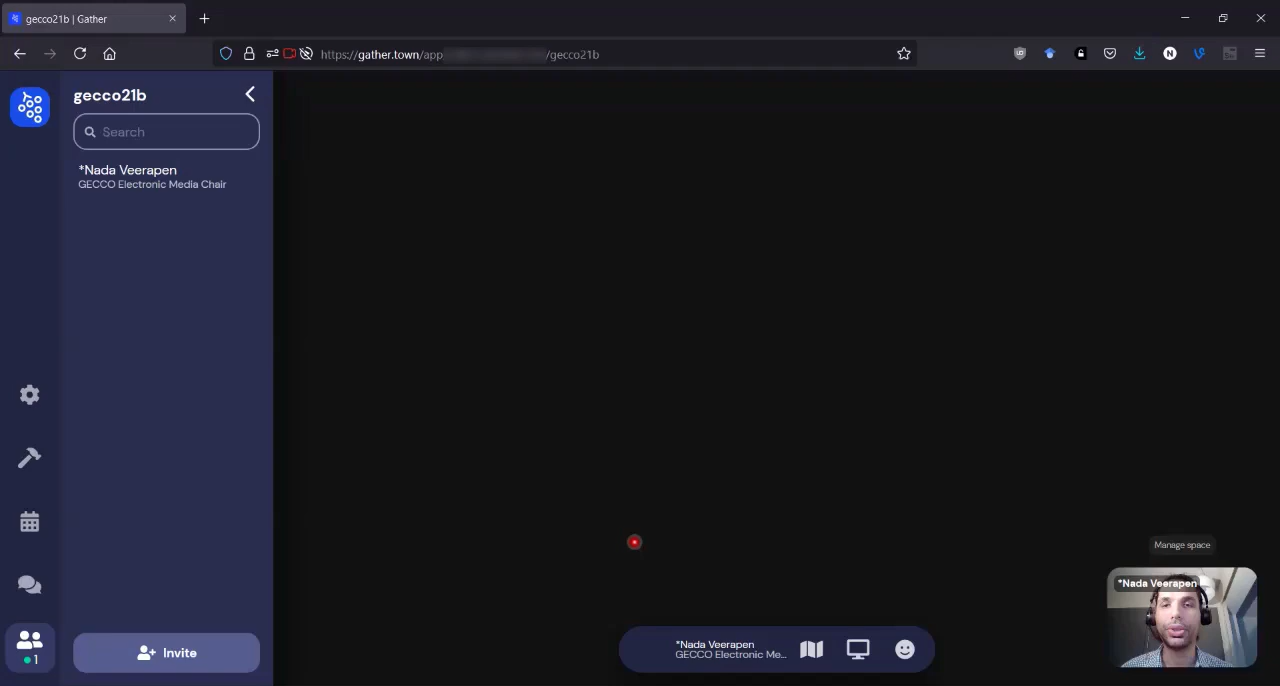 gecco21b | Gather
https://gather.town/app
/gecco21b
gecco21b
Search
*Nada Veerapen
GECCO Electronic Media Chair
1
Invite
*Nada Veerapen
GECCO Electronic Me...
Manage space
*Nada Veerapen